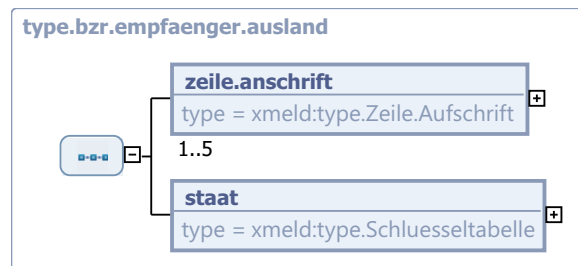 type.bzr.empfaenger.ausland
zeile.anschrift
type = xmeld:type.Zeile.Aufschrift
1..5
staat
type = xmeld:type.Schluesseltabelle